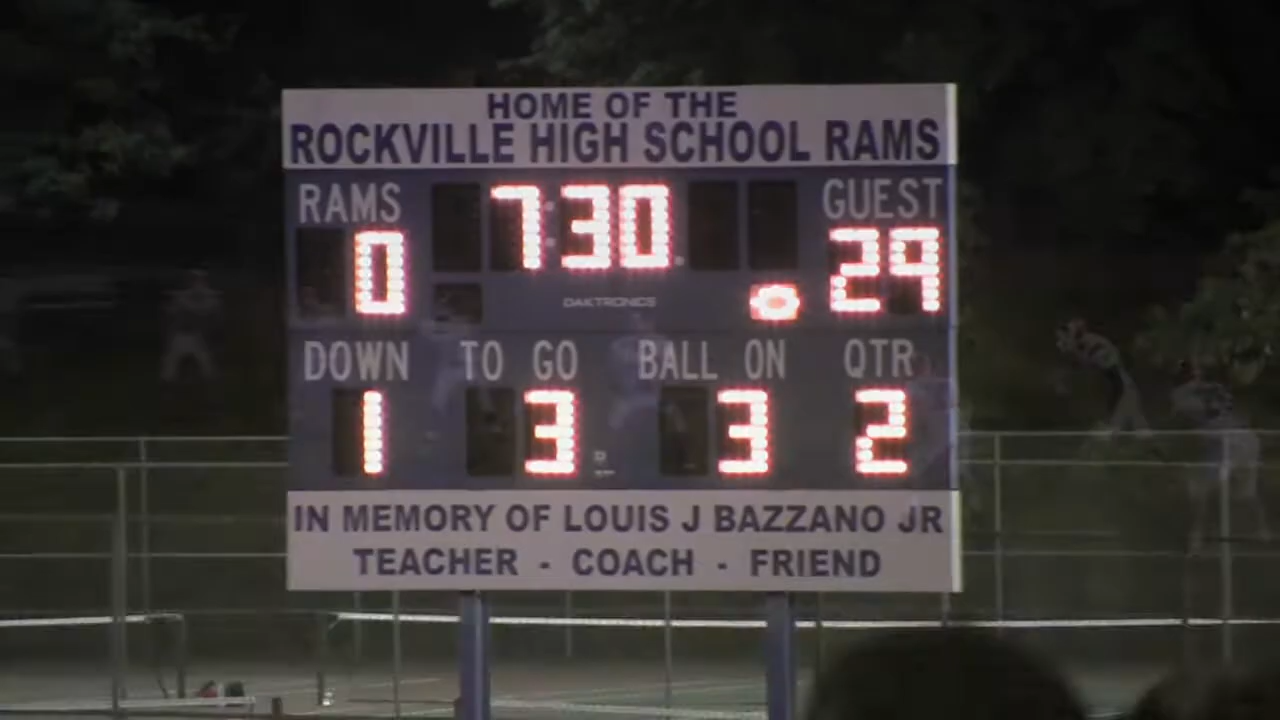 HOME OF THE
ROCKVILLE HIGH SCHOOL RAMS
RAMS 7:30 GUEST
0 29
DAKTRONICS
DOWN TO GO BALL ON QTR
1 3 3 2
IN MEMORY OF LOUIS J BAZZANO JR
TEACHER - COACH - FRIEND